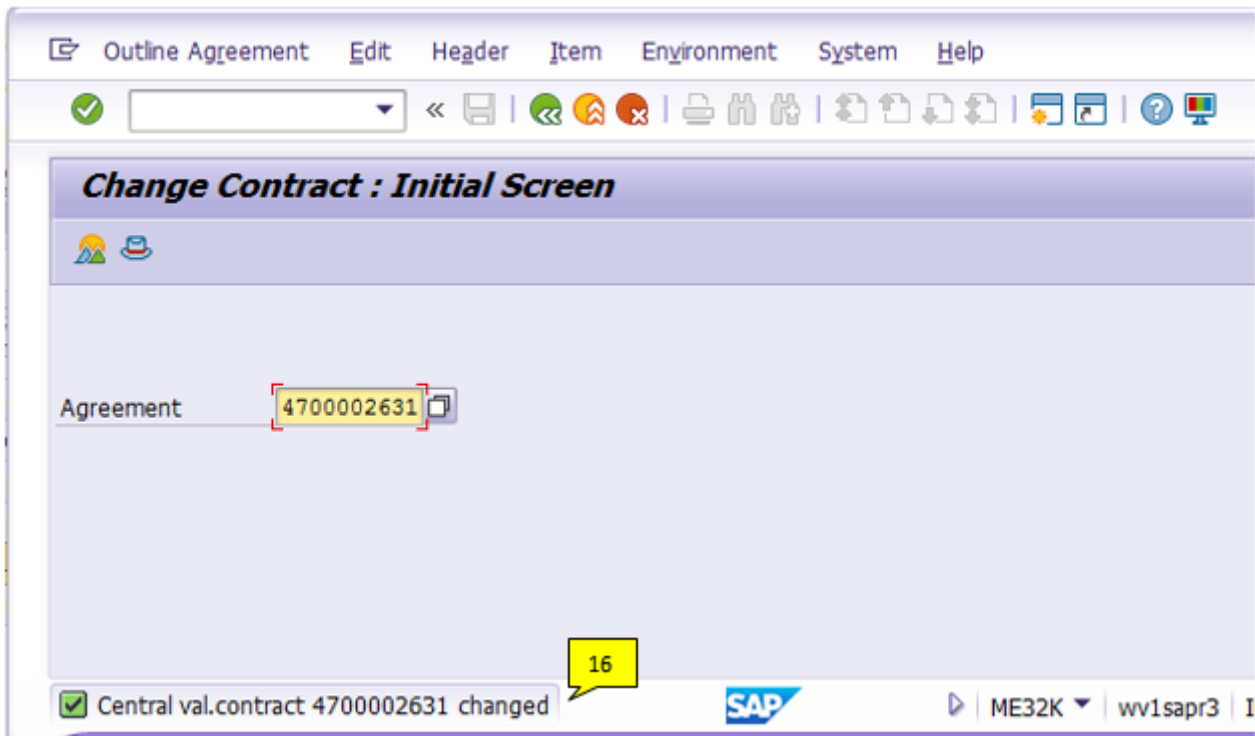 Outline Agreement Edit Header Item Environment System Help
Change Contract : Initial Screen
Agreement 4700002631
16
Central val.contract 4700002631 changed SAP ME32K wv1sapr3